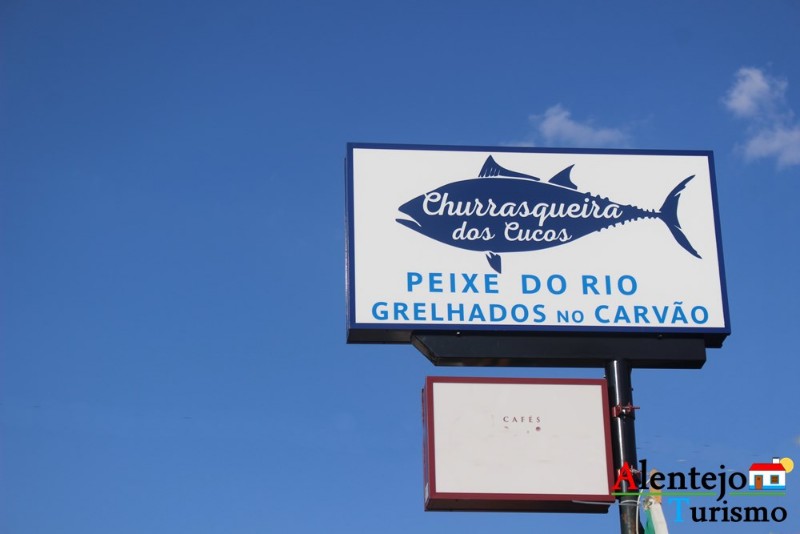 Churrasqueira
dos Cucos
PEIXE DO RIO
GRELHADOS NO CARVÃO
CAFÉS
Alentejo
Turismo